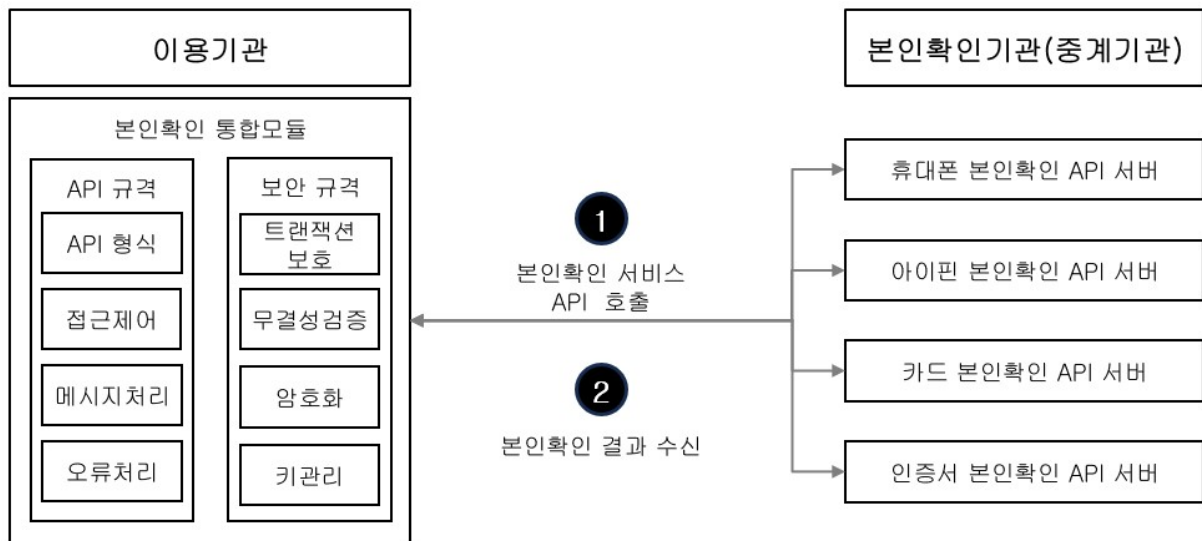 이용기관
본인확인 통합모듈
API 규격
API 형식
접근제어
메시지처리
오류처리
보안 규격
트랜잭션
보호
무결성검증
암호화
키관리
1
본인확인 서비스
API 호출
2
본인확인 결과 수신
본인확인기관(중계기관)
휴대폰 본인확인 API 서버
아이핀 본인확인 API 서버
카드 본인확인 API 서버
인증서 본인확인 API 서버